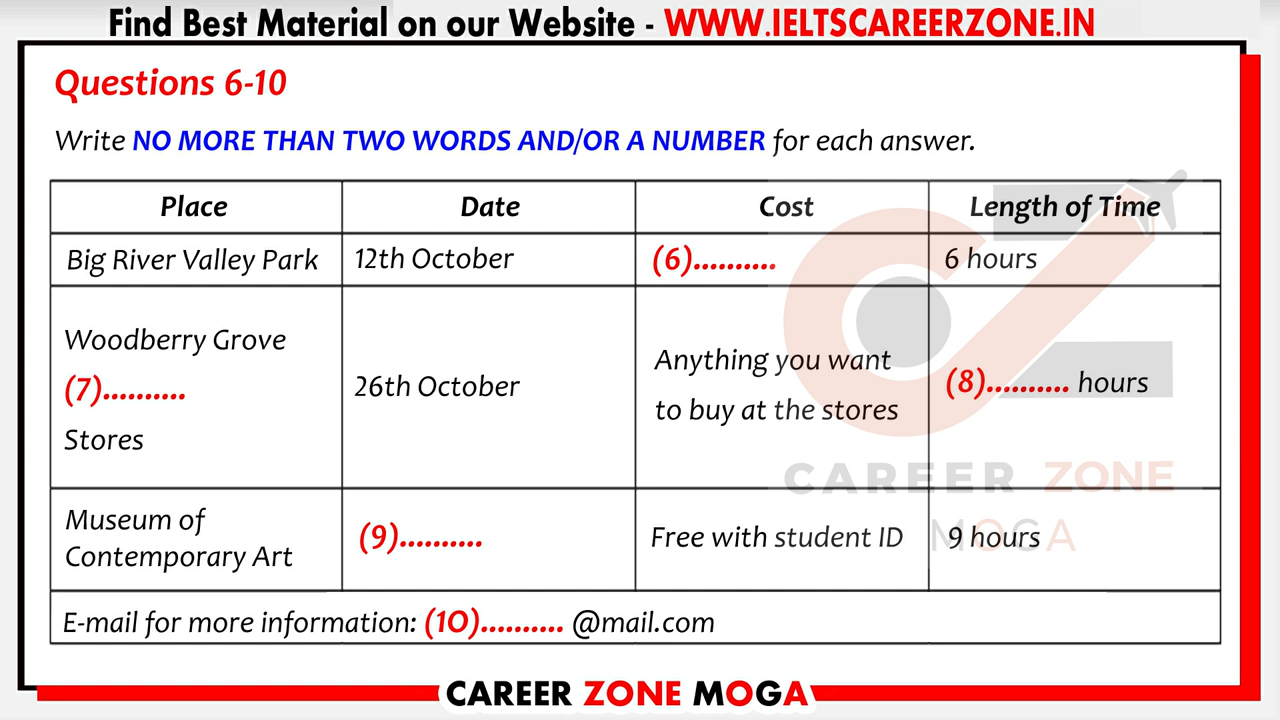 Find Best Material on our Website - WWW.IELTSCAREERZONE.IN
Questions 6-10
Write NO MORE THAN TWO WORDS AND/OR A NUMBER for each answer.
Place Date Cost Length of Time
Big River Valley Park 12th October (6).......... 6 hours
Woodberry Grove
(7)..........
Stores
26th October
Anything you want
to buy at the stores
(8).......... hours
CAREER ZONE
MOGA
Museum of
Contemporary Art
(9)..........
Free with student ID
9 hours
E-mail for more information: (10).......... @mail.com
CAREER ZONE MOGA